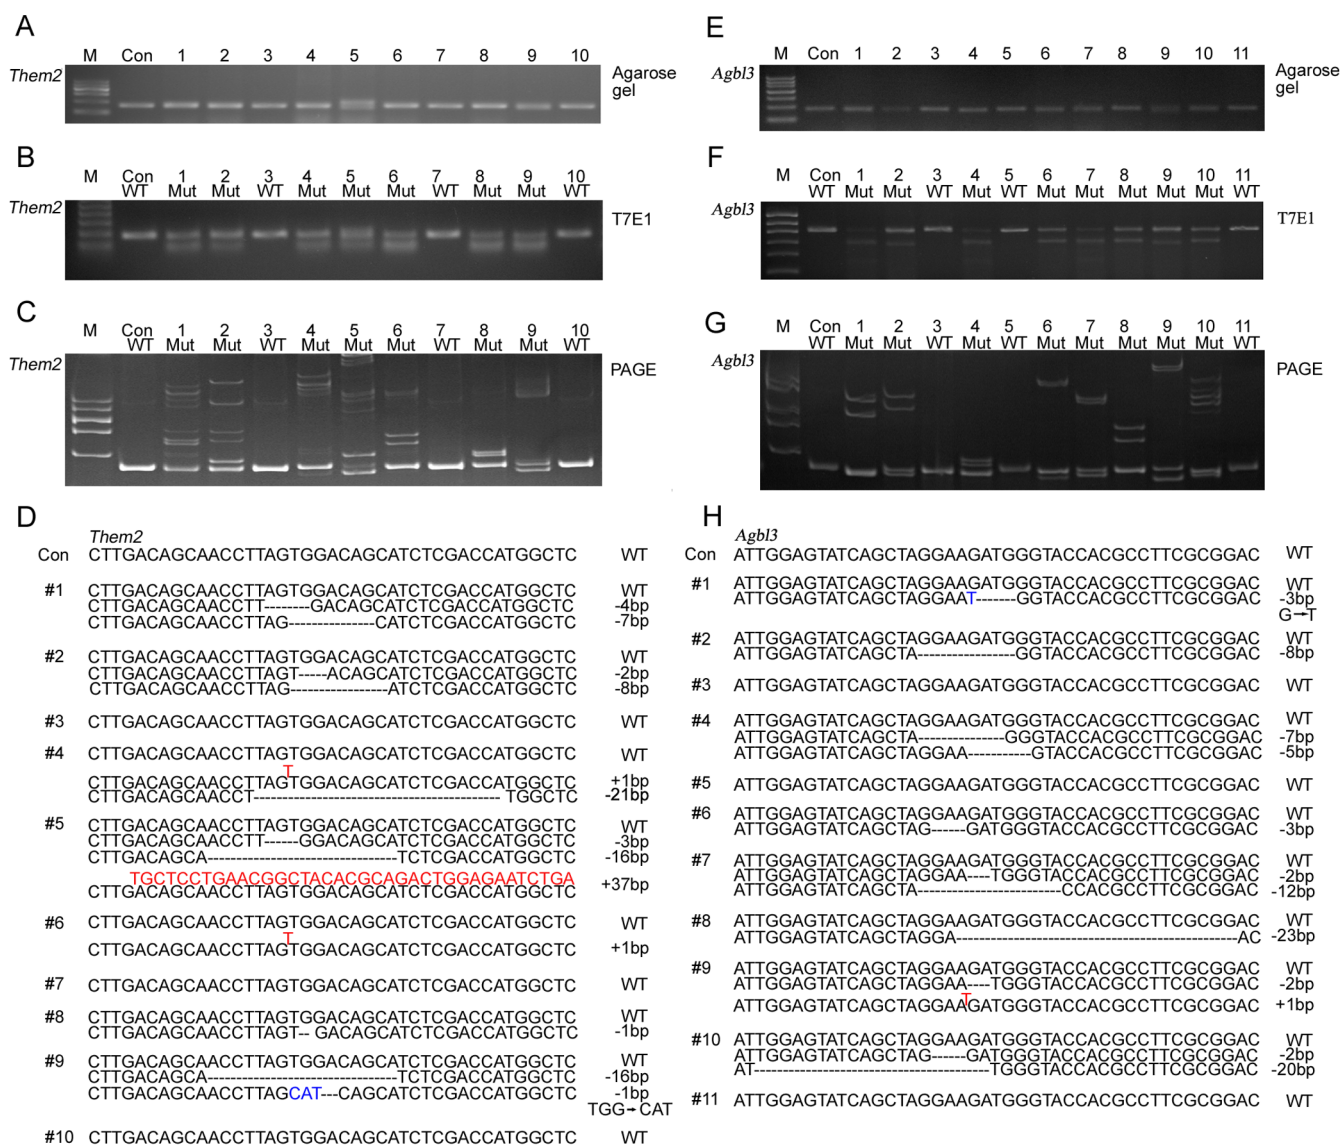 A
M Con 1 2 3 4 5 6 7 8 9 10
Them2
Agarose
gel
B
M Con 1 2 3 4 5 6 7 8 9 10
WT Mut Mut WT Mut Mut Mut WT Mut Mut WT
Them2
T7E1
C
M Con 1 2 3 4 5 6 7 8 9 10
WT Mut Mut WT Mut Mut Mut WT Mut Mut WT
Them2
PAGE
D
Them2
Con CTTGACAGCAACCTTAGTGGACAGCATCTCGACCATGGCTC WT
#1 CTTGACAGCAACCTTAGTGGACAGCATCTCGACCATGGCTC WT
CTTGACAGCAACCTT--------GACAGCATCTCGACCATGGCTC -4bp
CTTGACAGCAACCTTAG---------------CATCTCGACCATGGCTC -7bp
#2 CTTGACAGCAACCTTAGTGGACAGCATCTCGACCATGGCTC WT
CTTGACAGCAACCTTAGT-----ACAGCATCTCGACCATGGCTC -2bp
CTTGACAGCAACCTTAG-----------------ATCTCGACCATGGCTC -8bp
#3 CTTGACAGCAACCTTAGTGGACAGCATCTCGACCATGGCTC WT
#4 CTTGACAGCAACCTTAGTGGACAGCATCTCGACCATGGCTC WT
T
CTTGACAGCAACCTTAGTGGACAGCATCTCGACCATGGCTC +1bp
CTTGACAGCAACCT------------------------------------------- TGGCTC -21bp
#5 CTTGACAGCAACCTTAGTGGACAGCATCTCGACCATGGCTC WT
CTTGACAGCAACCTT------GGACAGCATCTCGACCATGGCTC -3bp
CTTGACAGCA---------------------------------TCTCGACCATGGCTC -16bp
TGCTCCTGAACGGCTACACGCAGACTGGAGAATCTGA
CTTGACAGCAACCTTAGTGGACAGCATCTCGACCATGGCTC +37bp
#6 CTTGACAGCAACCTTAGTGGACAGCATCTCGACCATGGCTC WT
T
CTTGACAGCAACCTTAGTGGACAGCATCTCGACCATGGCTC +1bp
#7 CTTGACAGCAACCTTAGTGGACAGCATCTCGACCATGGCTC WT
#8 CTTGACAGCAACCTTAGTGGACAGCATCTCGACCATGGCTC WT
CTTGACAGCAACCTTAGT-- GACAGCATCTCGACCATGGCTC -1bp
#9 CTTGACAGCAACCTTAGTGGACAGCATCTCGACCATGGCTC WT
CTTGACAGCA---------------------------------TCTCGACCATGGCTC -16bp
CTTGACAGCAACCTTAGCAT---CAGCATCTCGACCATGGCTC -1bp
TGG→CAT
#10 CTTGACAGCAACCTTAGTGGACAGCATCTCGACCATGGCTC WT
E
M Con 1 2 3 4 5 6 7 8 9 10 11
Agbl3
Agarose
gel
F
M Con 1 2 3 4 5 6 7 8 9 10 11
WT Mut Mut WT Mut WT Mut Mut Mut Mut Mut WT
Agbl3
T7E1
G
M Con 1 2 3 4 5 6 7 8 9 10 11
WT Mut Mut WT Mut WT Mut Mut Mut Mut Mut WT
Agbl3
PAGE
H
Agbl3
Con ATTGGAGTATCAGCTAGGAAGATGGGTACCACGCCTTCGCGGAC WT
#1 ATTGGAGTATCAGCTAGGAAGATGGGTACCACGCCTTCGCGGAC WT
ATTGGAGTATCAGCTAGGAAT-------GGTACCACGCCTTCGCGGAC -3bp
G→T
#2 ATTGGAGTATCAGCTAGGAAGATGGGTACCACGCCTTCGCGGAC WT
ATTGGAGTATCAGCTA-----------------GGTACCACGCCTTCGCGGAC -8bp
#3 ATTGGAGTATCAGCTAGGAAGATGGGTACCACGCCTTCGCGGAC WT
#4 ATTGGAGTATCAGCTAGGAAGATGGGTACCACGCCTTCGCGGAC WT
ATTGGAGTATCAGCTA---------------GGGTACCACGCCTTCGCGGAC -7bp
ATTGGAGTATCAGCTAGGAA-----------GTACCACGCCTTCGCGGAC -5bp
#5 ATTGGAGTATCAGCTAGGAAGATGGGTACCACGCCTTCGCGGAC WT
#6 ATTGGAGTATCAGCTAGGAAGATGGGTACCACGCCTTCGCGGAC WT
ATTGGAGTATCAGCTAG------GATGGGTACCACGCCTTCGCGGAC -3bp
#7 ATTGGAGTATCAGCTAGGAAGATGGGTACCACGCCTTCGCGGAC WT
ATTGGAGTATCAGCTAGGAA----TGGGTACCACGCCTTCGCGGAC -2bp
ATTGGAGTATCAGCTA-------------------------CCACGCCTTCGCGGAC -12bp
#8 ATTGGAGTATCAGCTAGGAAGATGGGTACCACGCCTTCGCGGAC WT
ATTGGAGTATCAGCTAGGA-------------------------------------------------AC -23bp
#9 ATTGGAGTATCAGCTAGGAAGATGGGTACCACGCCTTCGCGGAC WT
ATTGGAGTATCAGCTAGGAA----TGGGTACCACGCCTTCGCGGAC -2bp
T
ATTGGAGTATCAGCTAGGAAGATGGGTACCACGCCTTCGCGGAC +1bp
#10 ATTGGAGTATCAGCTAGGAAGATGGGTACCACGCCTTCGCGGAC WT
ATTGGAGTATCAGCTAG------GATGGGTACCACGCCTTCGCGGAC -2bp
AT-----------------------------------------TGGGTACCACGCCTTCGCGGAC -20bp
#11 ATTGGAGTATCAGCTAGGAAGATGGGTACCACGCCTTCGCGGAC WT